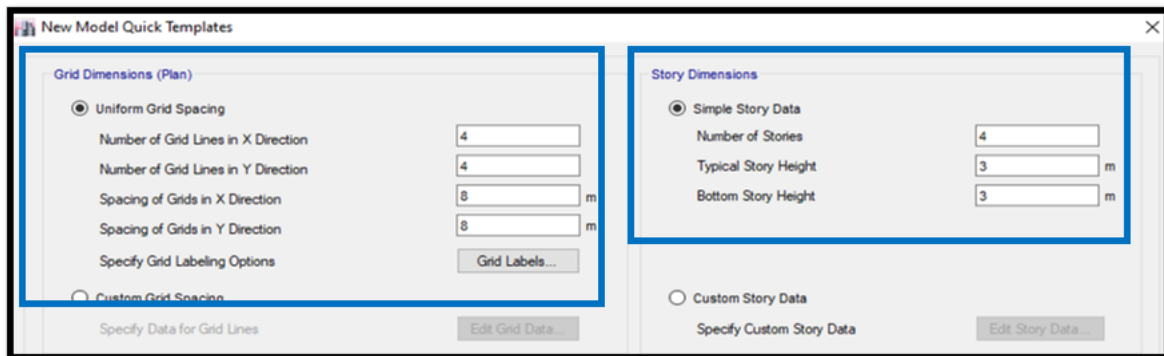 New Model Quick Templates
Grid Dimensions (Plan)
Uniform Grid Spacing
Number of Grid Lines in X Direction 4
Number of Grid Lines in Y Direction 4
Spacing of Grids in X Direction 8 m
Spacing of Grids in Y Direction 8 m
Specify Grid Labeling Options Grid Labels...
Custom Grid Spacing
Specify Data for Grid Lines Edit Grid Data...
Story Dimensions
Simple Story Data
Number of Stories 4
Typical Story Height 3 m
Bottom Story Height 3 m
Custom Story Data
Specify Custom Story Data Edit Story Data...